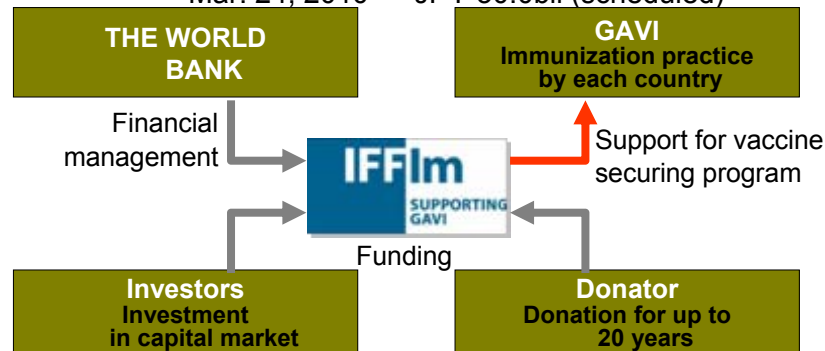 THE WORLD
BANK
GAVI
Immunization practice
by each country
Financial
management
IFFIm
SUPPORTING
GAVI
Support for vaccine
securing program
Funding
Investors
Investment
in capital market
Donator
Donation for up to
20 years